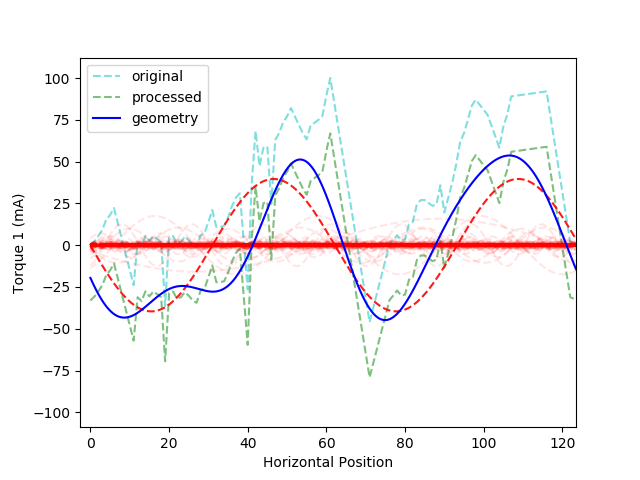 original
processed
geometry
100
75
50
25
0
−25
−50
−75
−100
Torque 1 (mA)
0 20 40 60 80 100 120
Horizontal Position